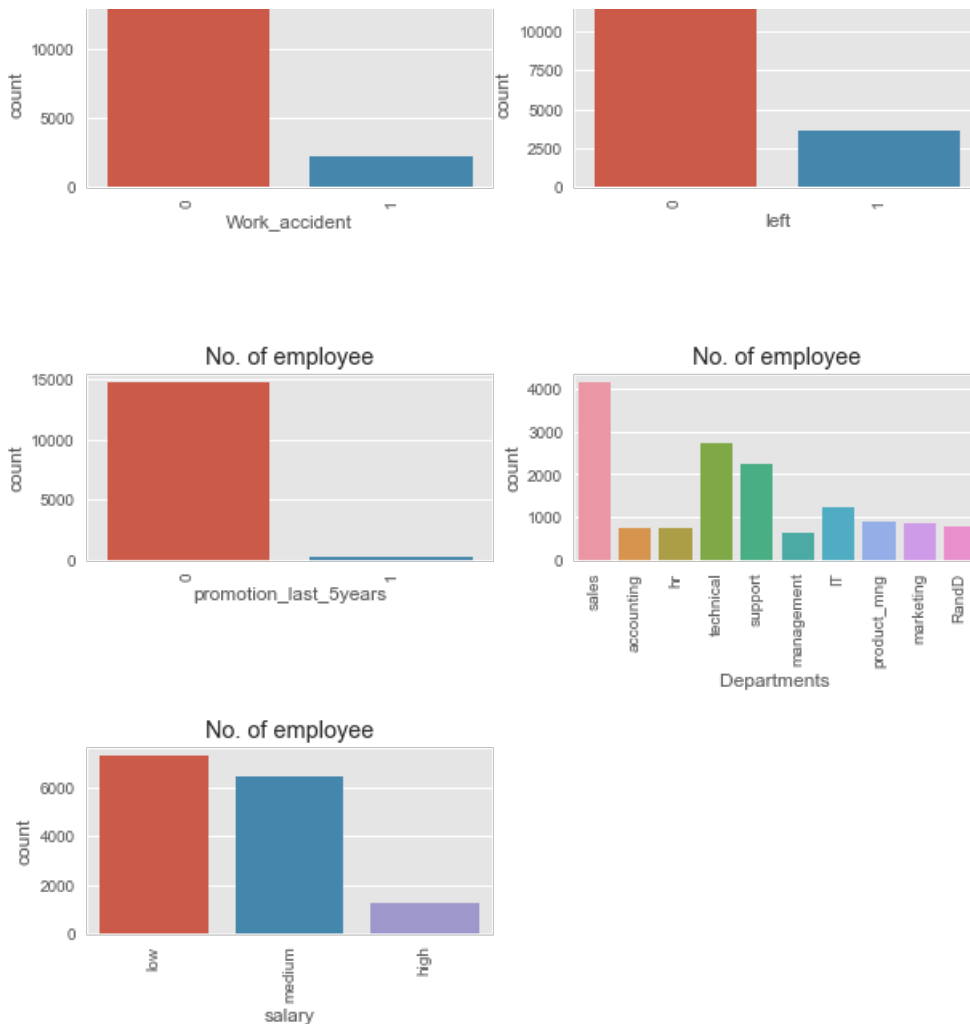 10000
5000
0
count
0
1
Work_accident
10000
7500
5000
2500
0
count
0
1
left
No. of employee
15000
10000
5000
0
count
0
1
promotion_last_5years
No. of employee
4000
3000
2000
1000
0
count
sales
accounting
hr
technical
support
management
IT
product_mng
marketing
RandD
Departments
No. of employee
6000
4000
2000
0
count
low
medium
high
salary